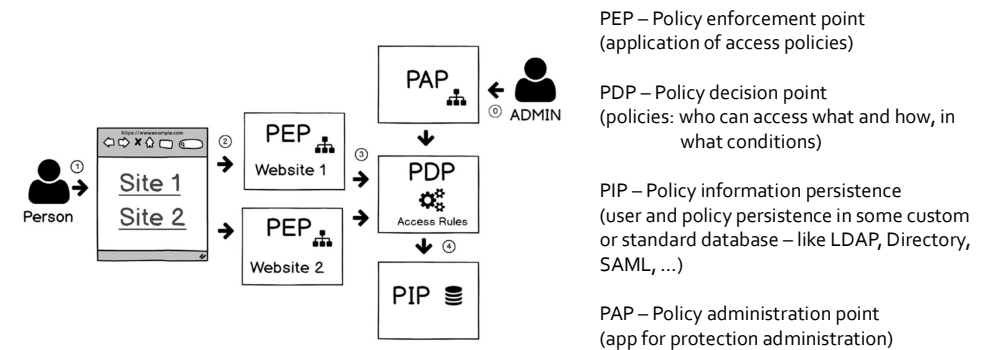 PEP – Policy enforcement point
(application of access policies)
PDP – Policy decision point
(policies: who can access what and how, in
what conditions)
PIP – Policy information persistence
(user and policy persistence in some custom
or standard database – like LDAP, Directory,
SAML, ...)
PAP – Policy administration point
(app for protection administration)
PAP
0
ADMIN
https://www.example.com
1
Person
Site 1
Site 2
2
PEP
Website 1
PEP
Website 2
3
PDP
Access Rules
4
PIP